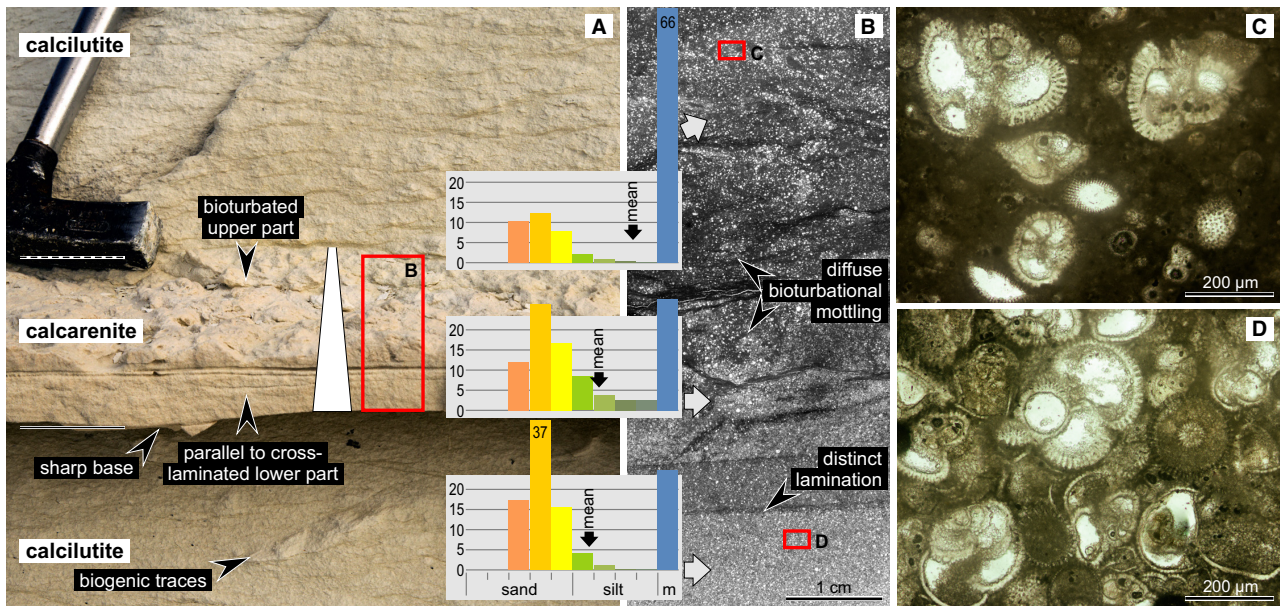 A
calcilutite
bioturbated
upper part
B
calcarenite
sharp base
parallel to cross-
laminated lower part
calcilutite
biogenic traces
20
15
10
5
0
mean
20
15
10
5
0
mean
37
20
15
10
5
0
mean
sand
silt
m
66
B
C
diffuse
bioturbational
mottling
distinct
lamination
D
1 cm
C
200 µm
D
200 µm